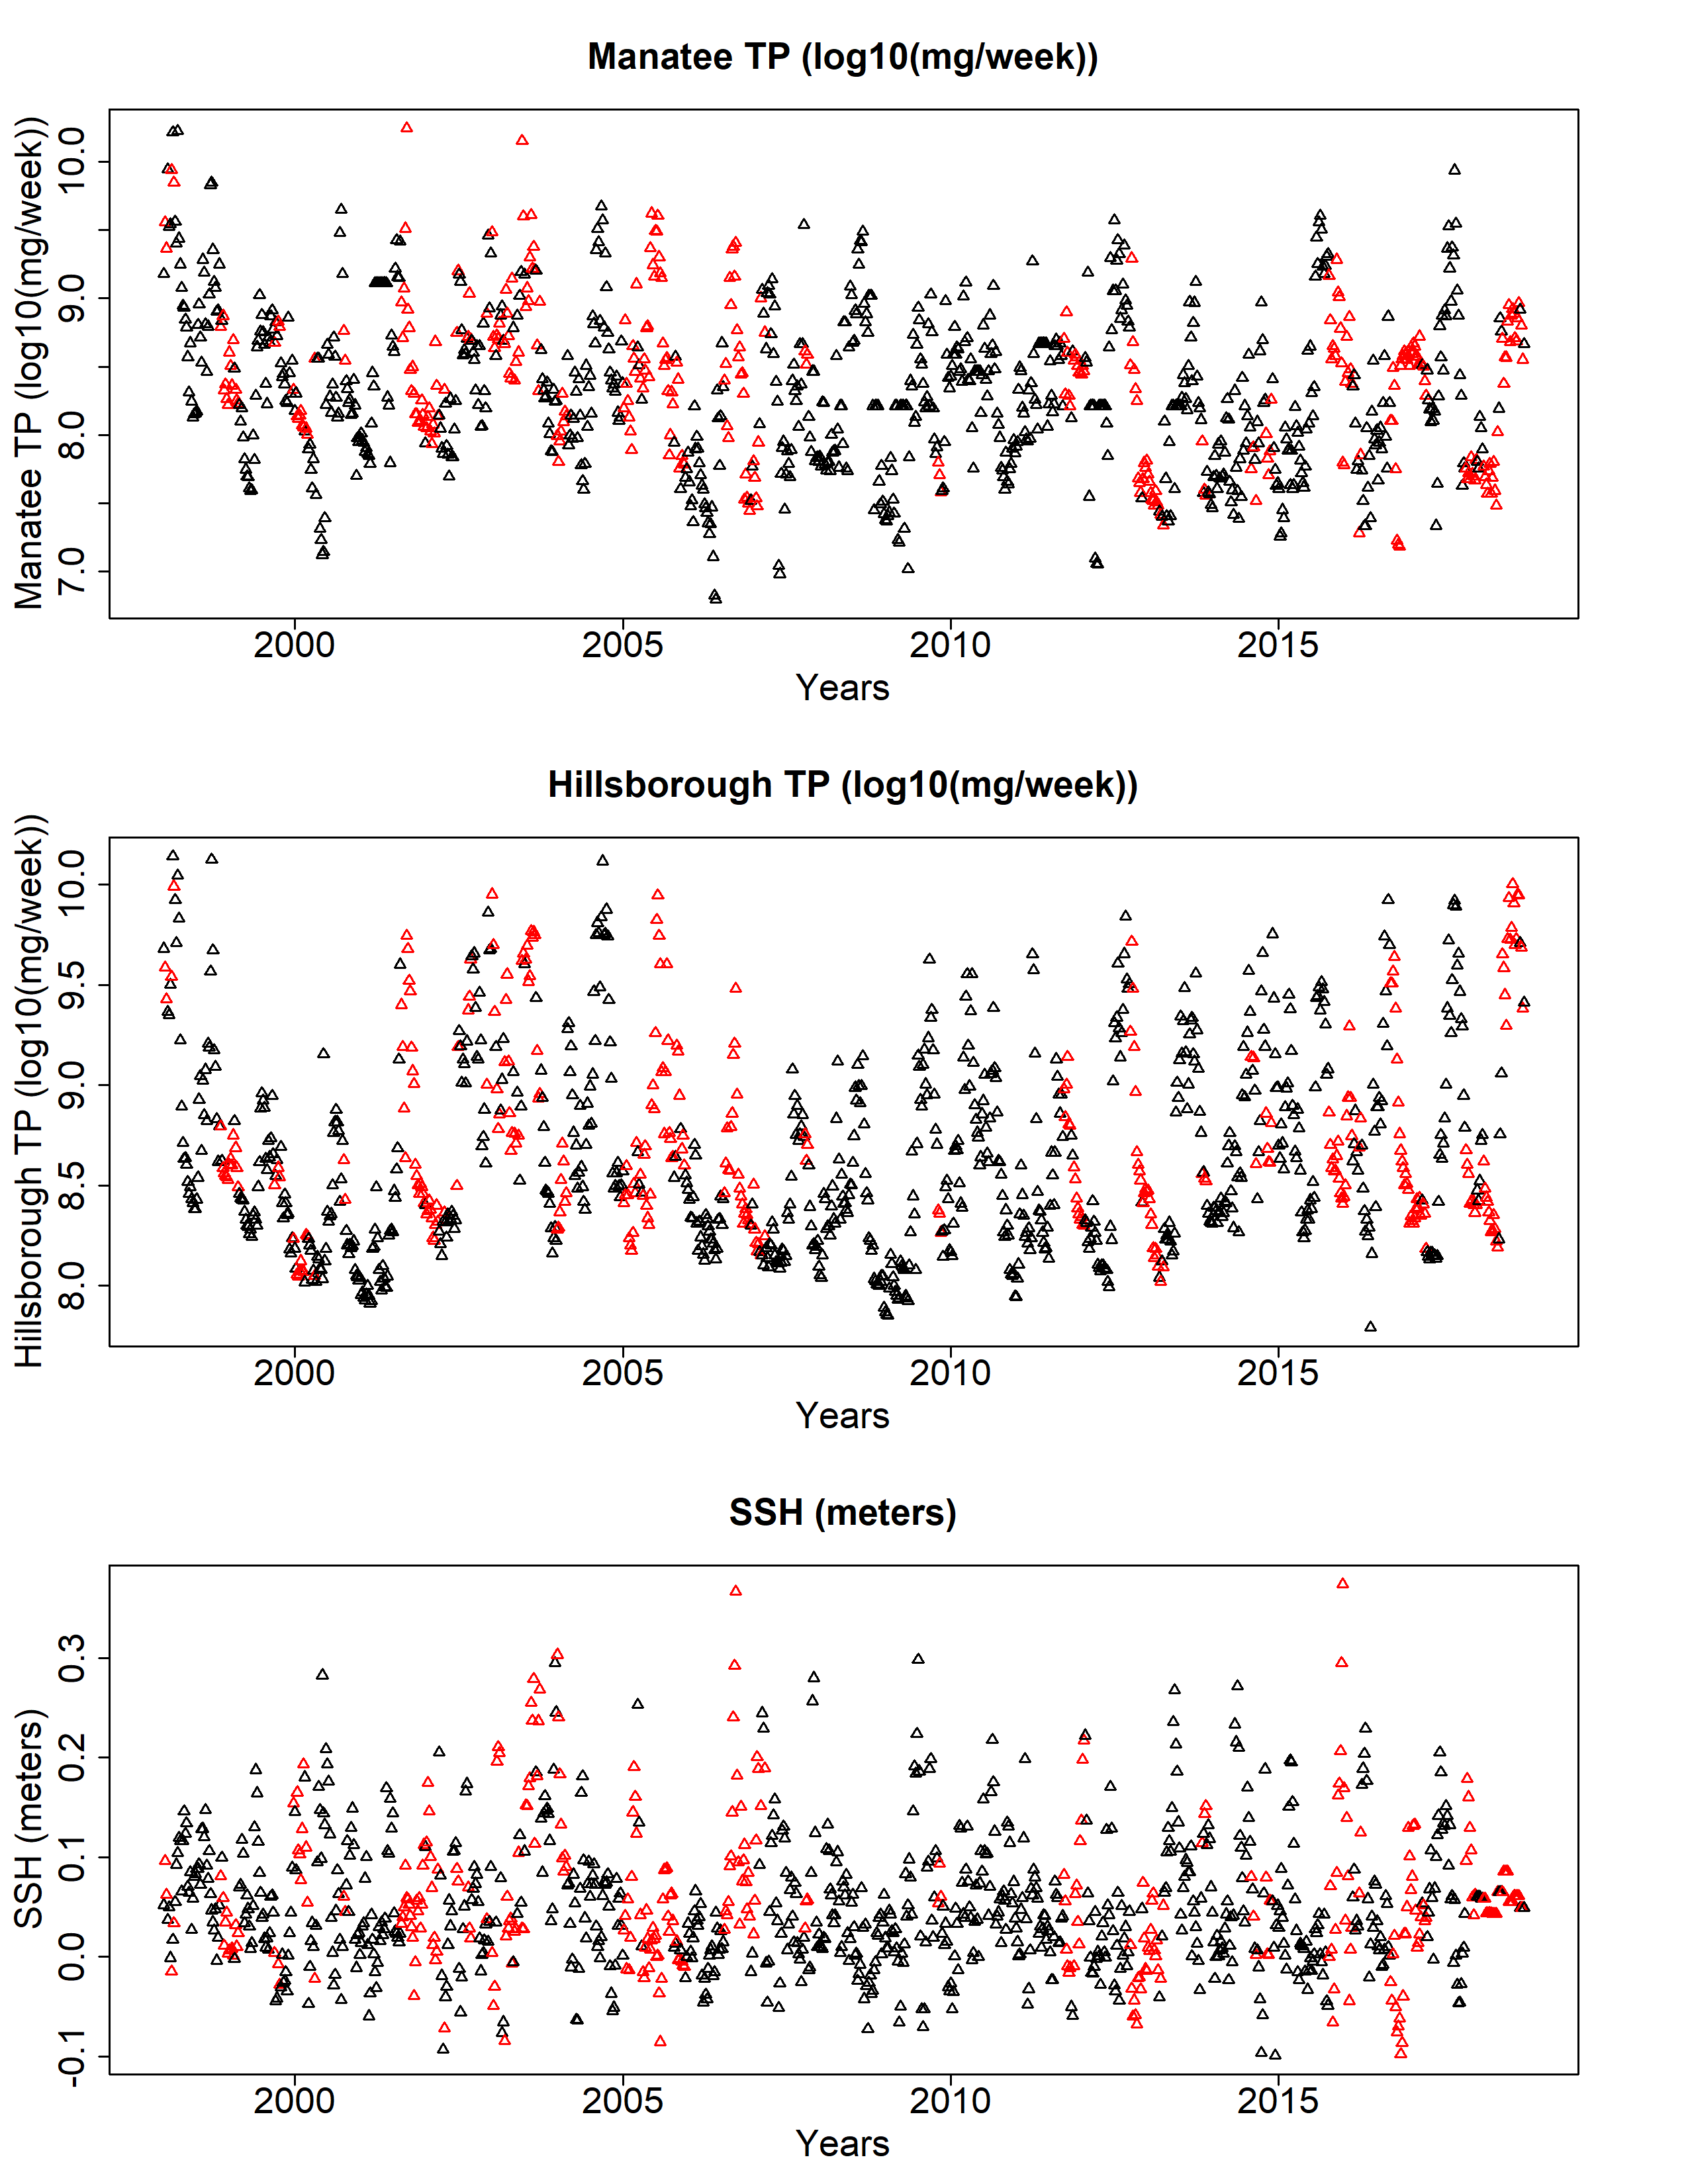 Manatee TP (log10(mg/week))
Manatee TP (log10(mg/week))
10.0
9.0
8.0
7.0
2000 2005 2010 2015
Years
Hillsborough TP (log10(mg/week))
Hillsborough TP (log10(mg/week))
10.0
9.5
9.0
8.5
8.0
2000 2005 2010 2015
Years
SSH (meters)
SSH (meters)
0.3
0.2
0.1
0.0
-0.1
2000 2005 2010 2015
Years